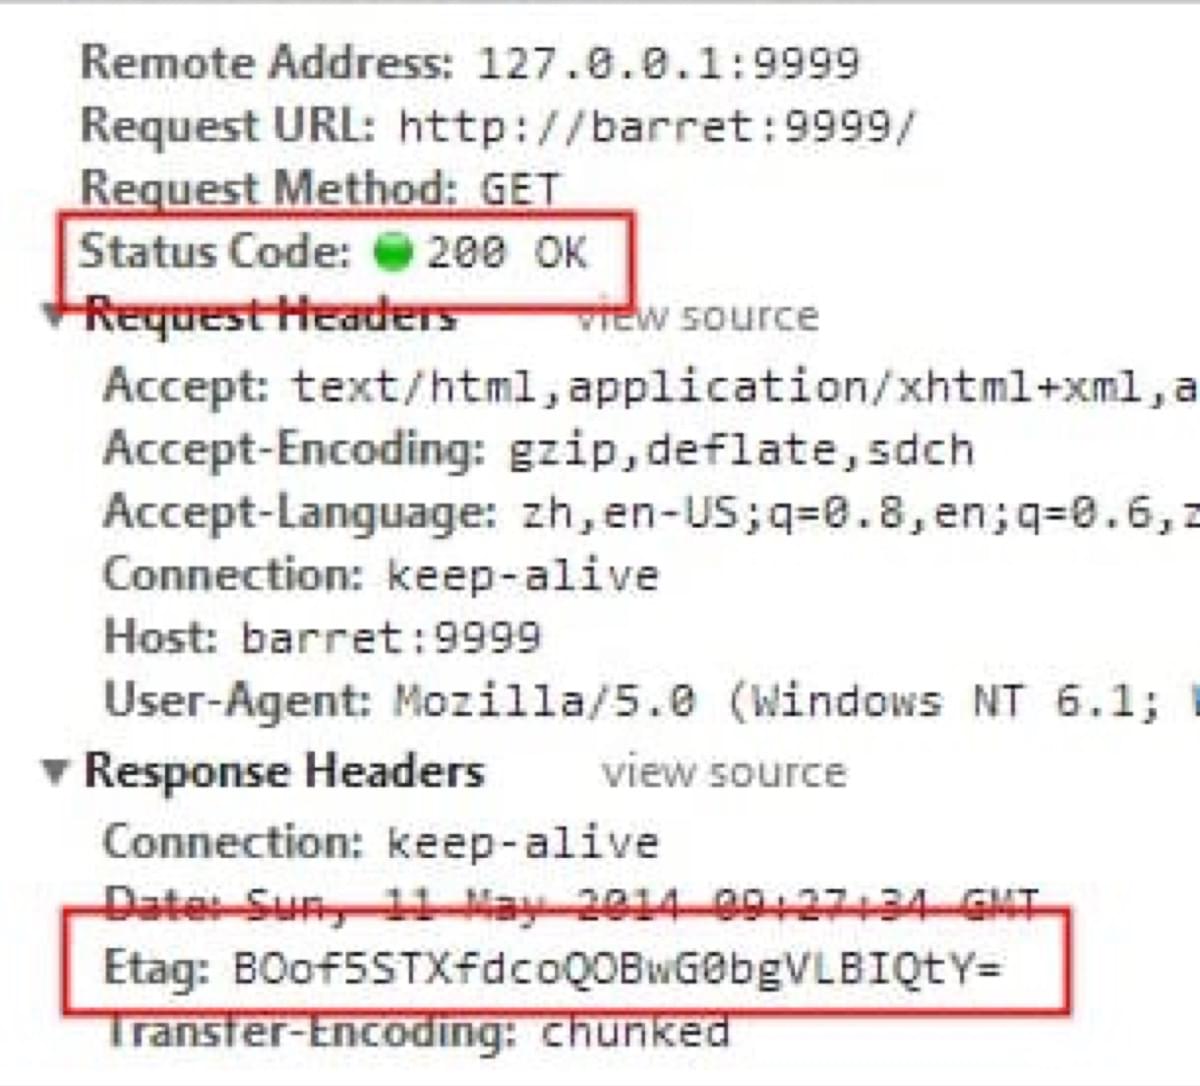 Remote Address: 127.0.0.1:9999
Request URL: http://barret:9999/
Request Method: GET
Status Code: 200 OK
Request Headers view source
Accept: text/html,application/xhtml+xml,a
Accept-Encoding: gzip,deflate,sdch
Accept-Language: zh,en-US;q=0.8,en;q=0.6,z
Connection: keep-alive
Host: barret:9999
User-Agent: Mozilla/5.0 (Windows NT 6.1;
Response Headers view source
Connection: keep-alive
Date: Sun, 11 May 2014 09:27:34 GMT
Etag: BOof5STXfdcoQOBwG0bgVLBIQtY=
Transfer-Encoding: chunked